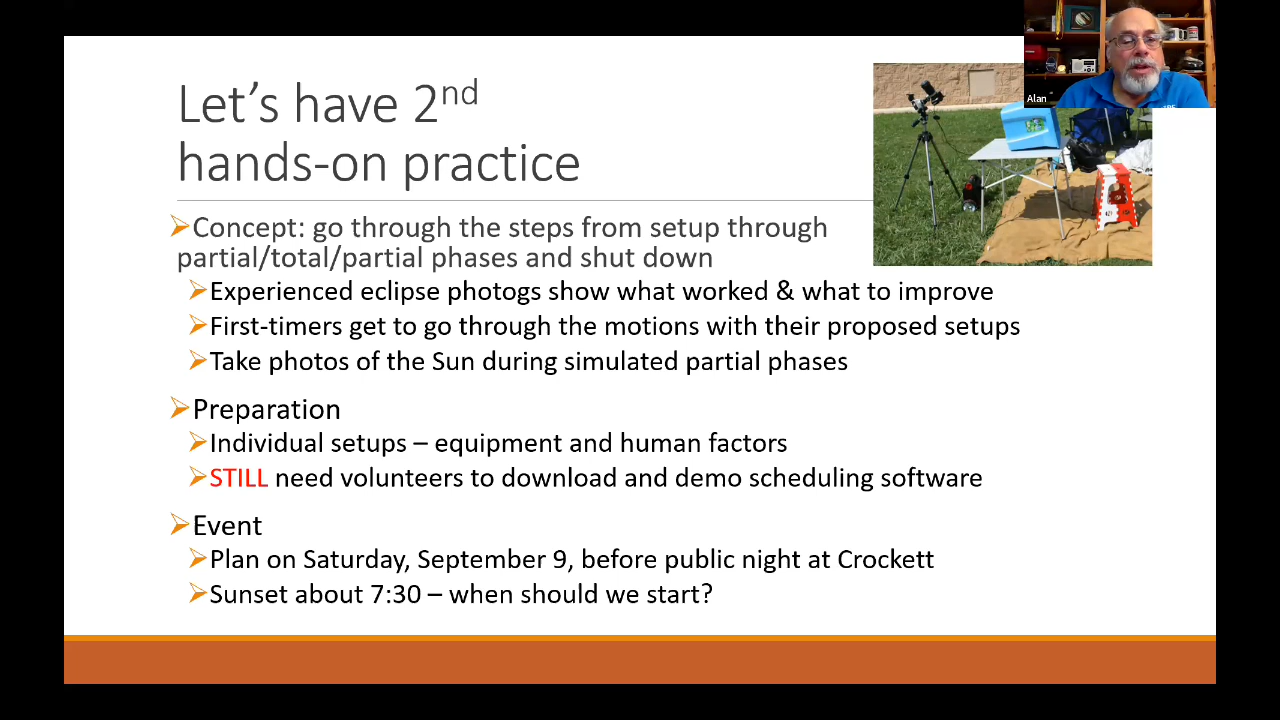 Let's have 2nd
hands-on practice
Alan
Concept: go through the steps from setup through
partial/total/partial phases and shut down
Experienced eclipse photogs show what worked & what to improve
First-timers get to go through the motions with their proposed setups
Take photos of the Sun during simulated partial phases
Preparation
Individual setups – equipment and human factors
STILL need volunteers to download and demo scheduling software
Event
Plan on Saturday, September 9, before public night at Crockett
Sunset about 7:30 – when should we start?